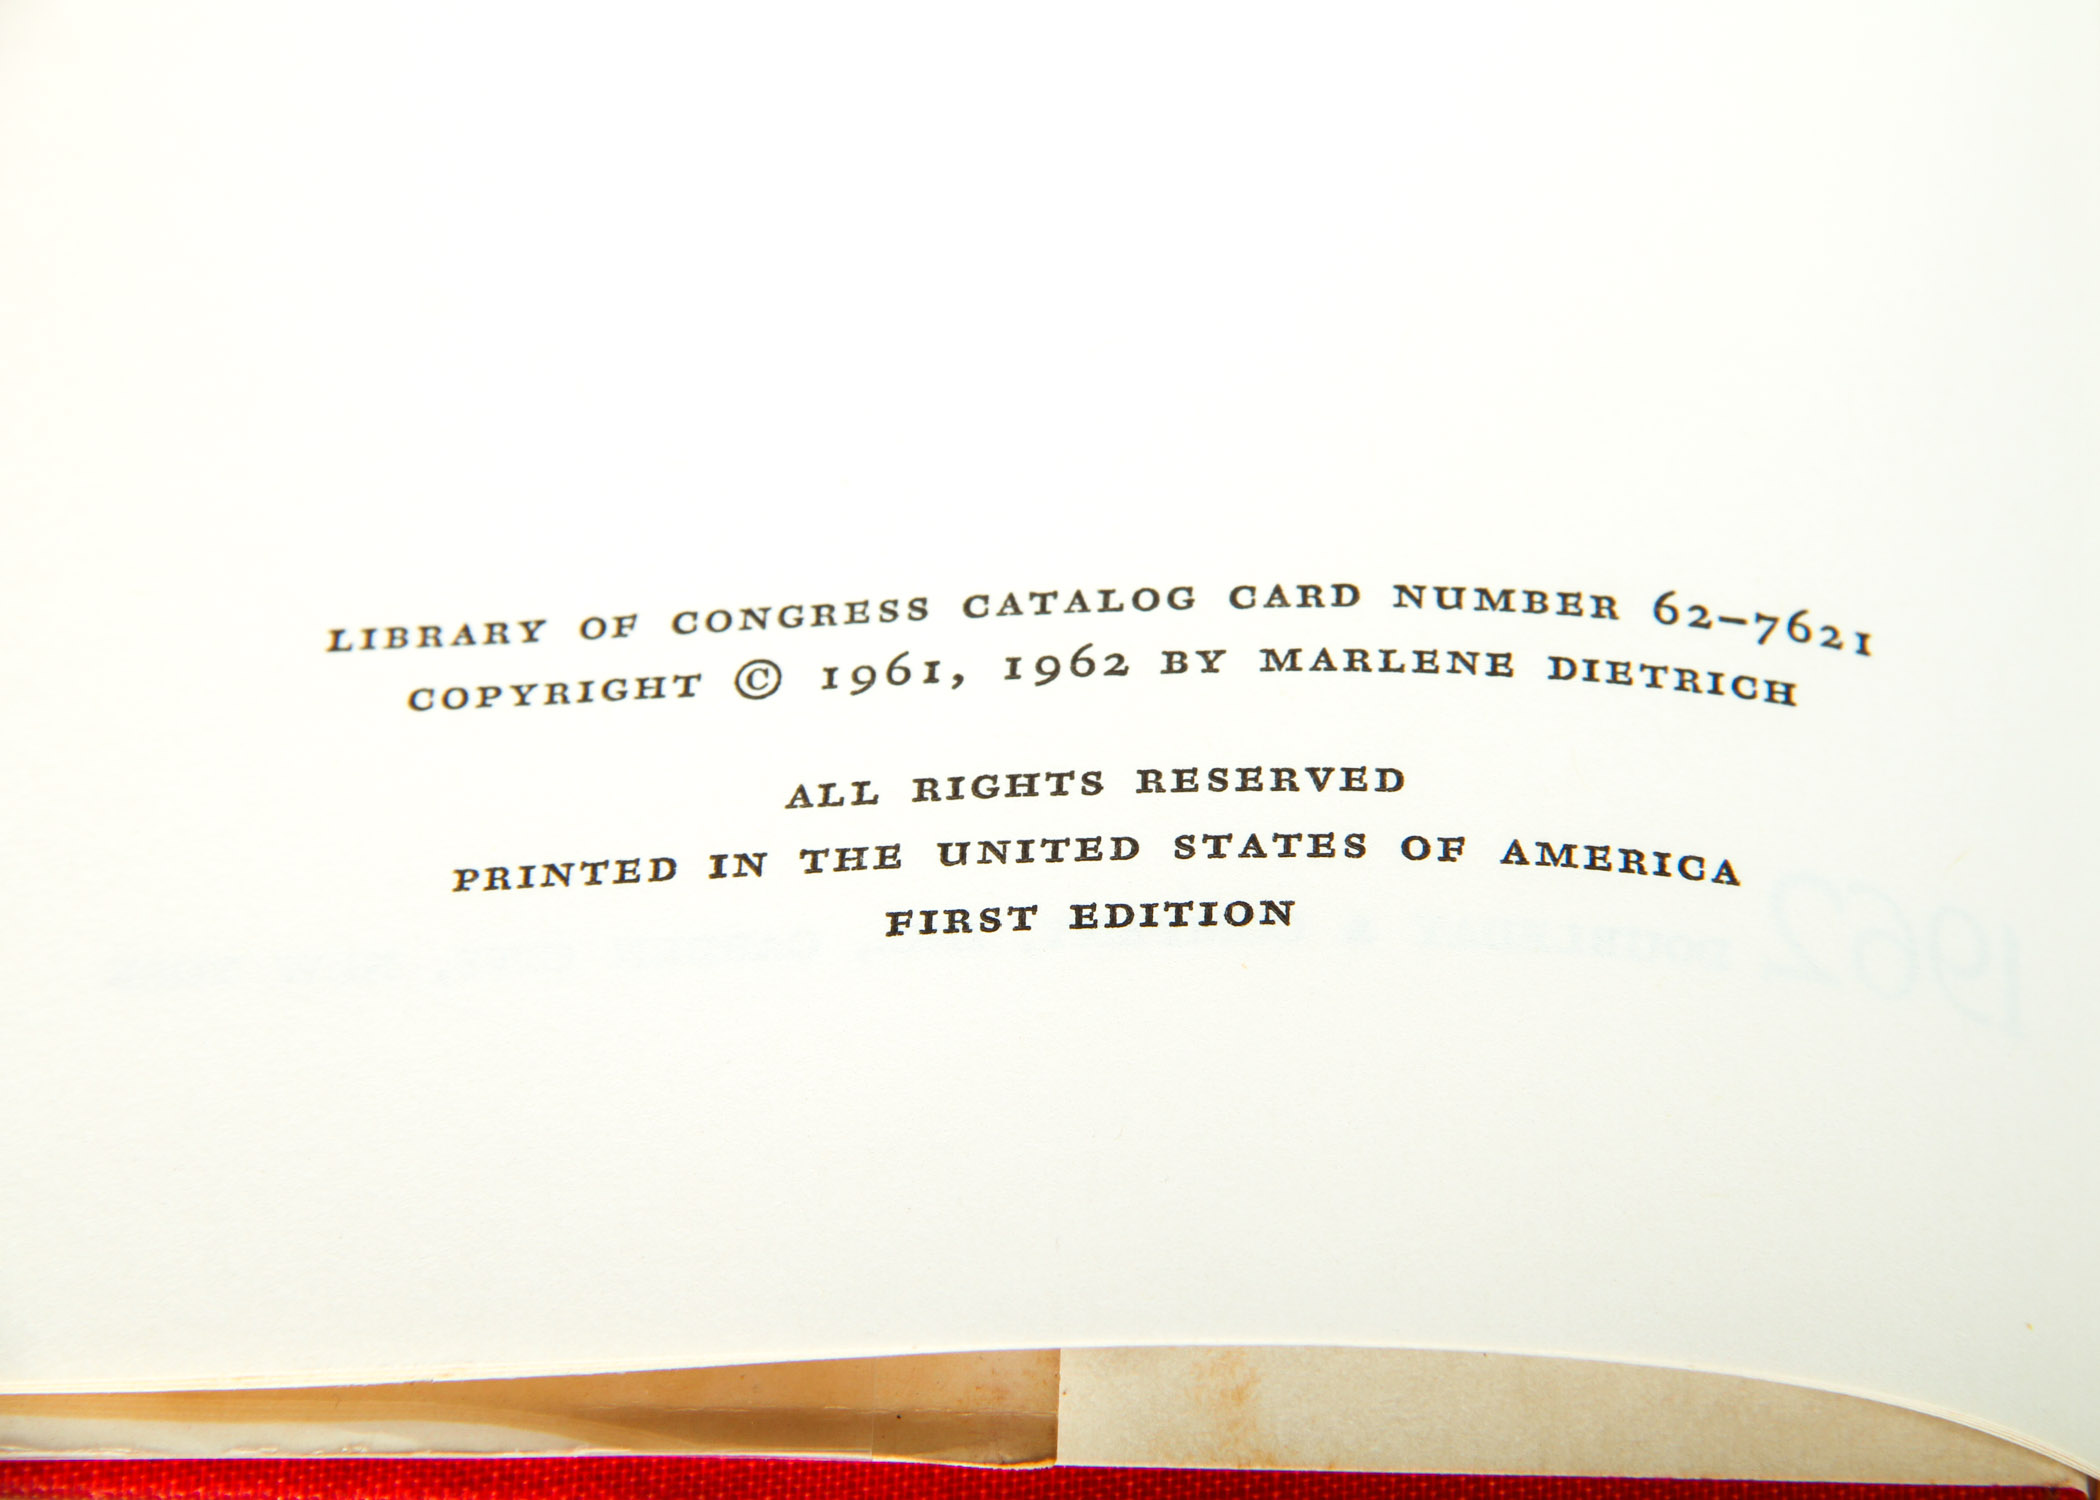 LIBRARY OF CONGRESS CATALOG CARD NUMBER 62–7621
COPYRIGHT © 1961, 1962 BY MARLENE DIETRICH
ALL RIGHTS RESERVED
PRINTED IN THE UNITED STATES OF AMERICA
FIRST EDITION
1962